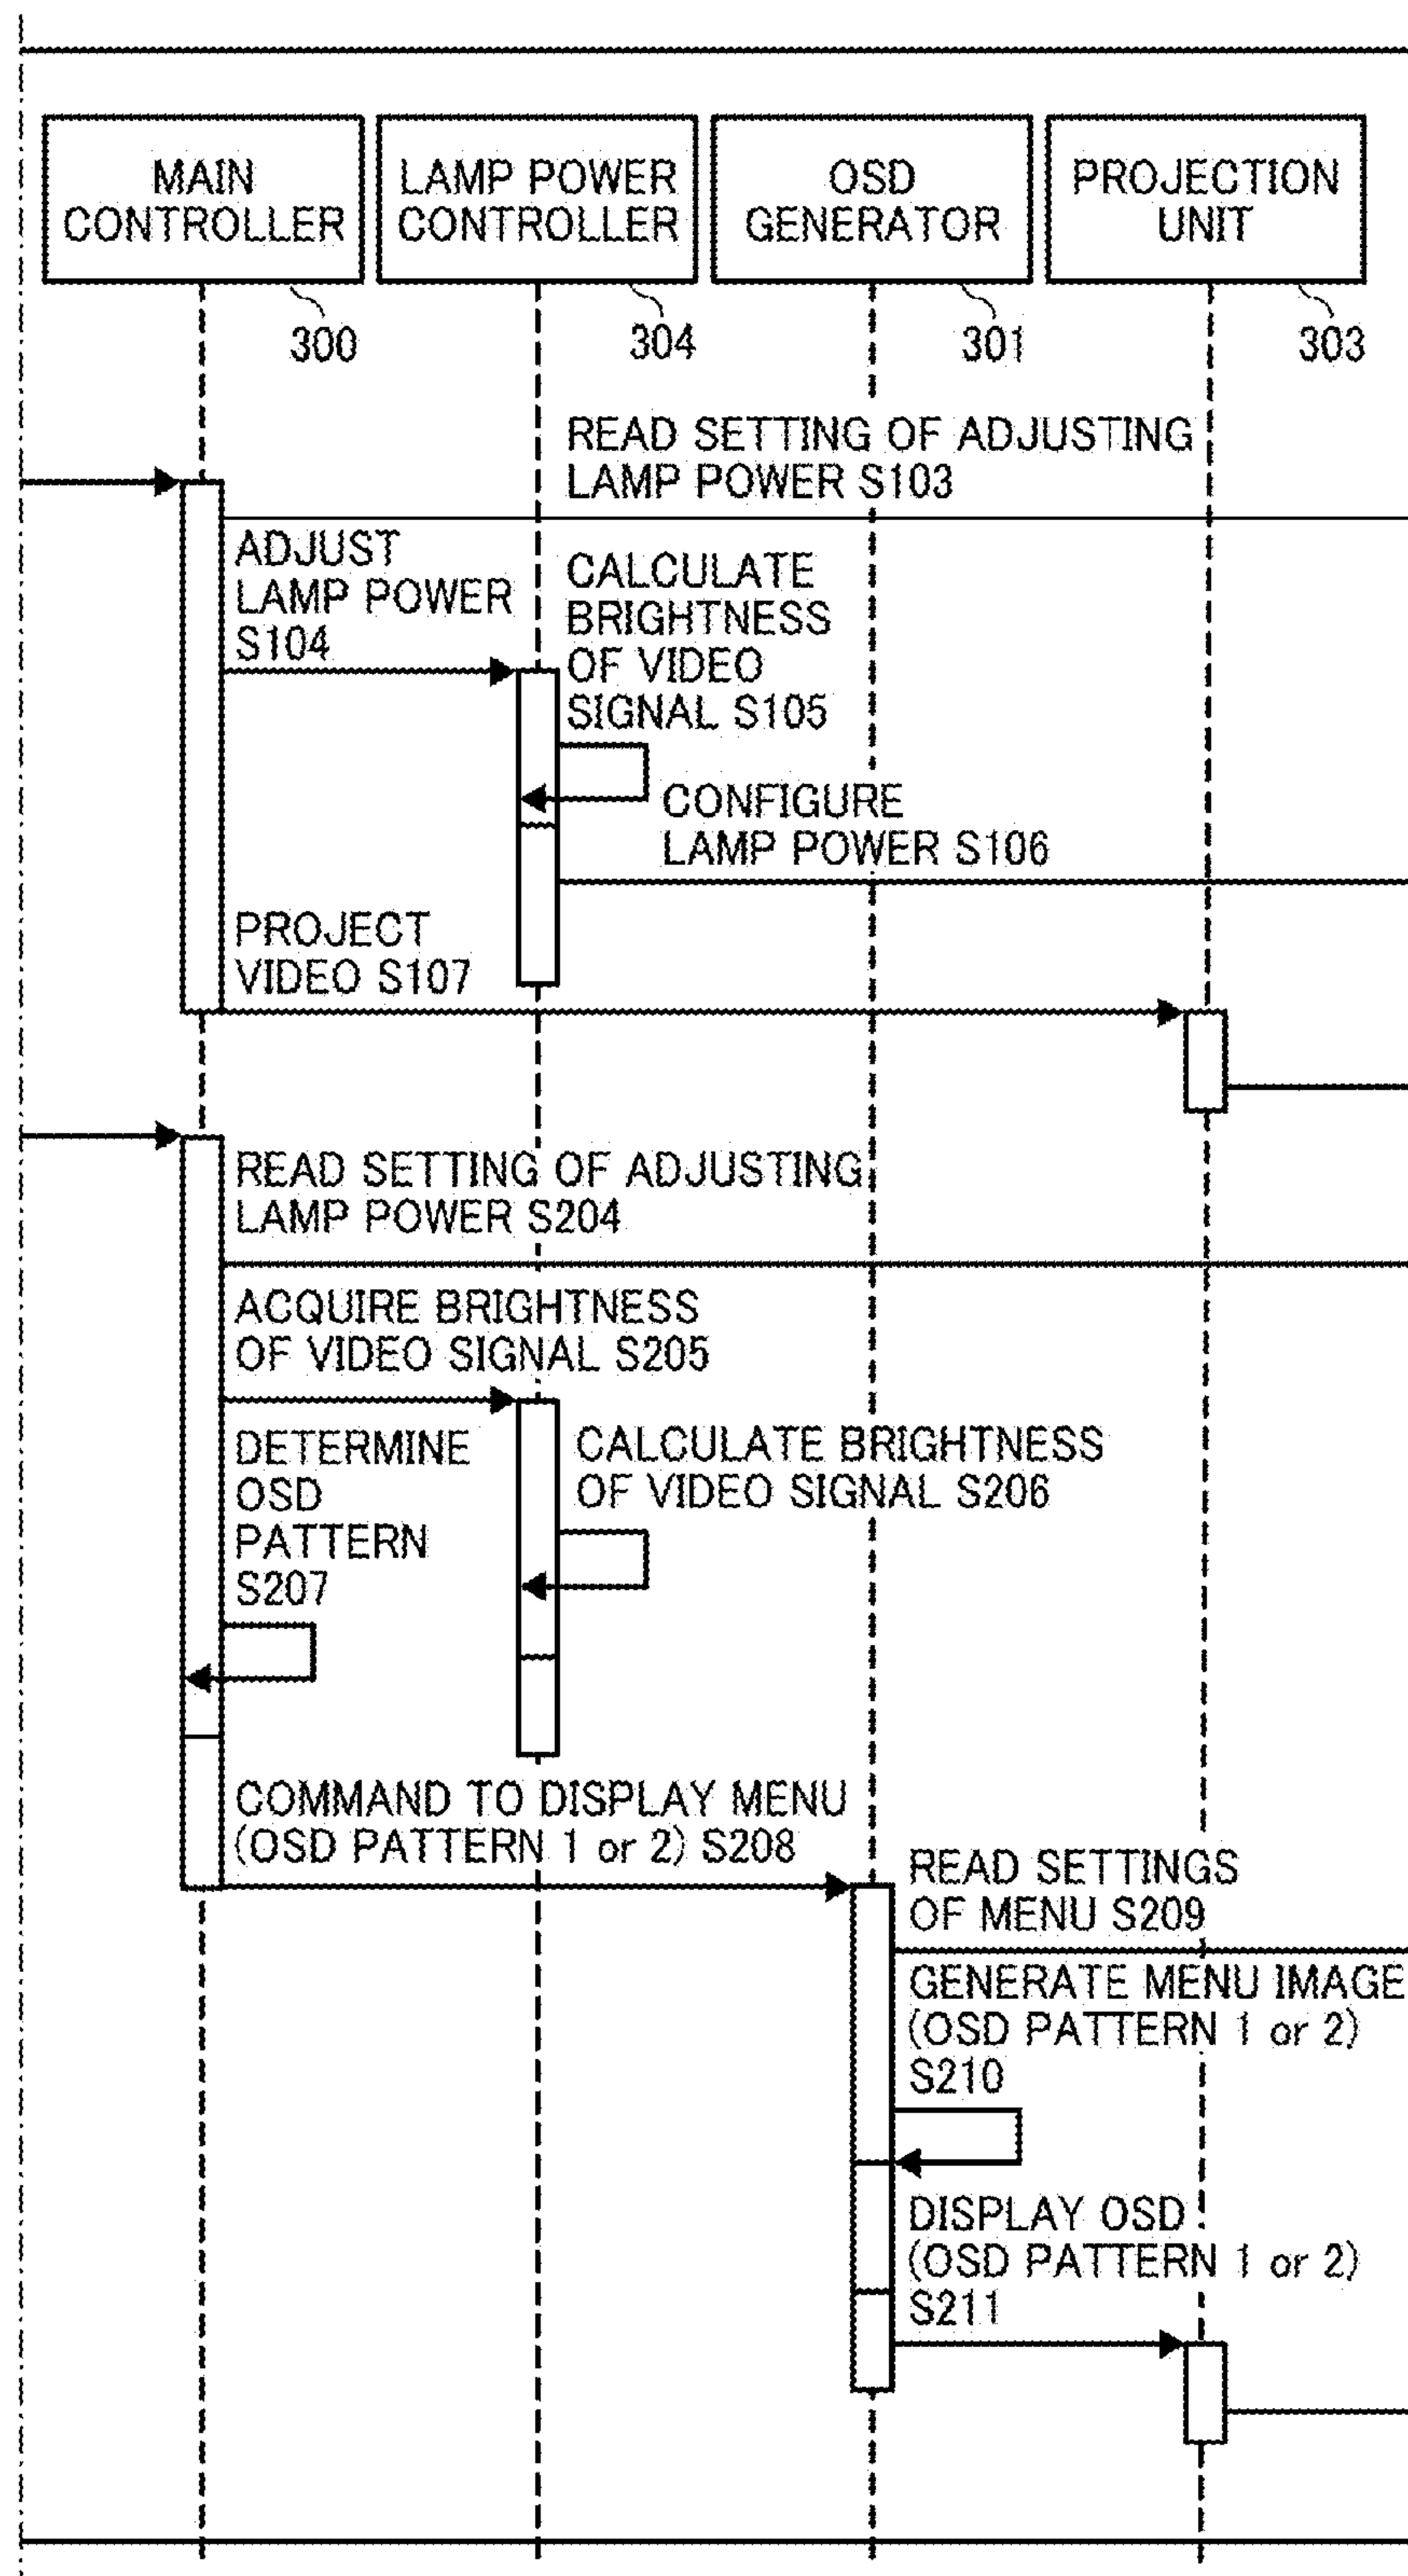 MAIN
CONTROLLER
LAMP POWER
CONTROLLER
OSD
GENERATOR
PROJECTION
UNIT
300
304
301
303
READ SETTING OF ADJUSTING
LAMP POWER S103
ADJUST
LAMP POWER
S104
CALCULATE
BRIGHTNESS
OF VIDEO
SIGNAL S105
CONFIGURE
LAMP POWER S106
PROJECT
VIDEO S107
READ SETTING OF ADJUSTING
LAMP POWER S204
ACQUIRE BRIGHTNESS
OF VIDEO SIGNAL S205
DETERMINE
OSD
PATTERN
S207
CALCULATE BRIGHTNESS
OF VIDEO SIGNAL S206
COMMAND TO DISPLAY MENU
(OSD PATTERN 1 or 2) S208
READ SETTINGS
OF MENU S209
GENERATE MENU IMAGE
(OSD PATTERN 1 or 2)
S210
DISPLAY OSD
(OSD PATTERN 1 or 2)
S211